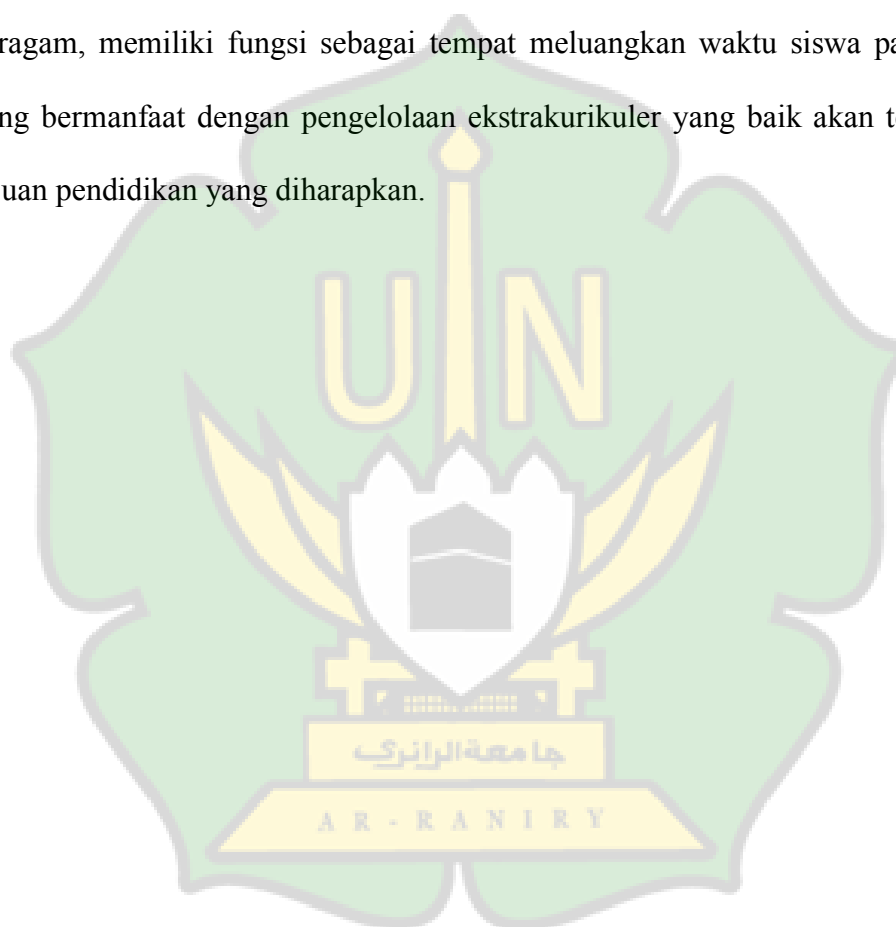 ragam, memiliki fungsi sebagai tempat meluangkan waktu siswa pa
ng bermanfaat dengan pengelolaan ekstrakurikuler yang baik akan t
uan pendidikan yang diharapkan.
UIN
جامعة الرانري
AR-RANIRY